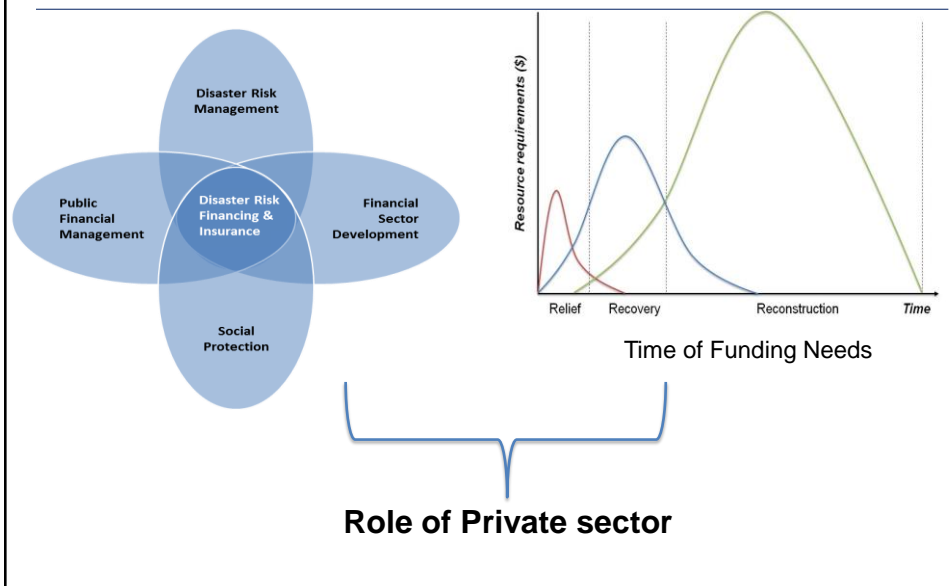 Disaster Risk
Management
Public
Financial
Management
Disaster Risk
Financing &
Insurance
Financial
Sector
Development
Social
Protection
Resource requirements ($)
Relief
Recovery
Reconstruction
Time
Time of Funding Needs
Role of Private sector